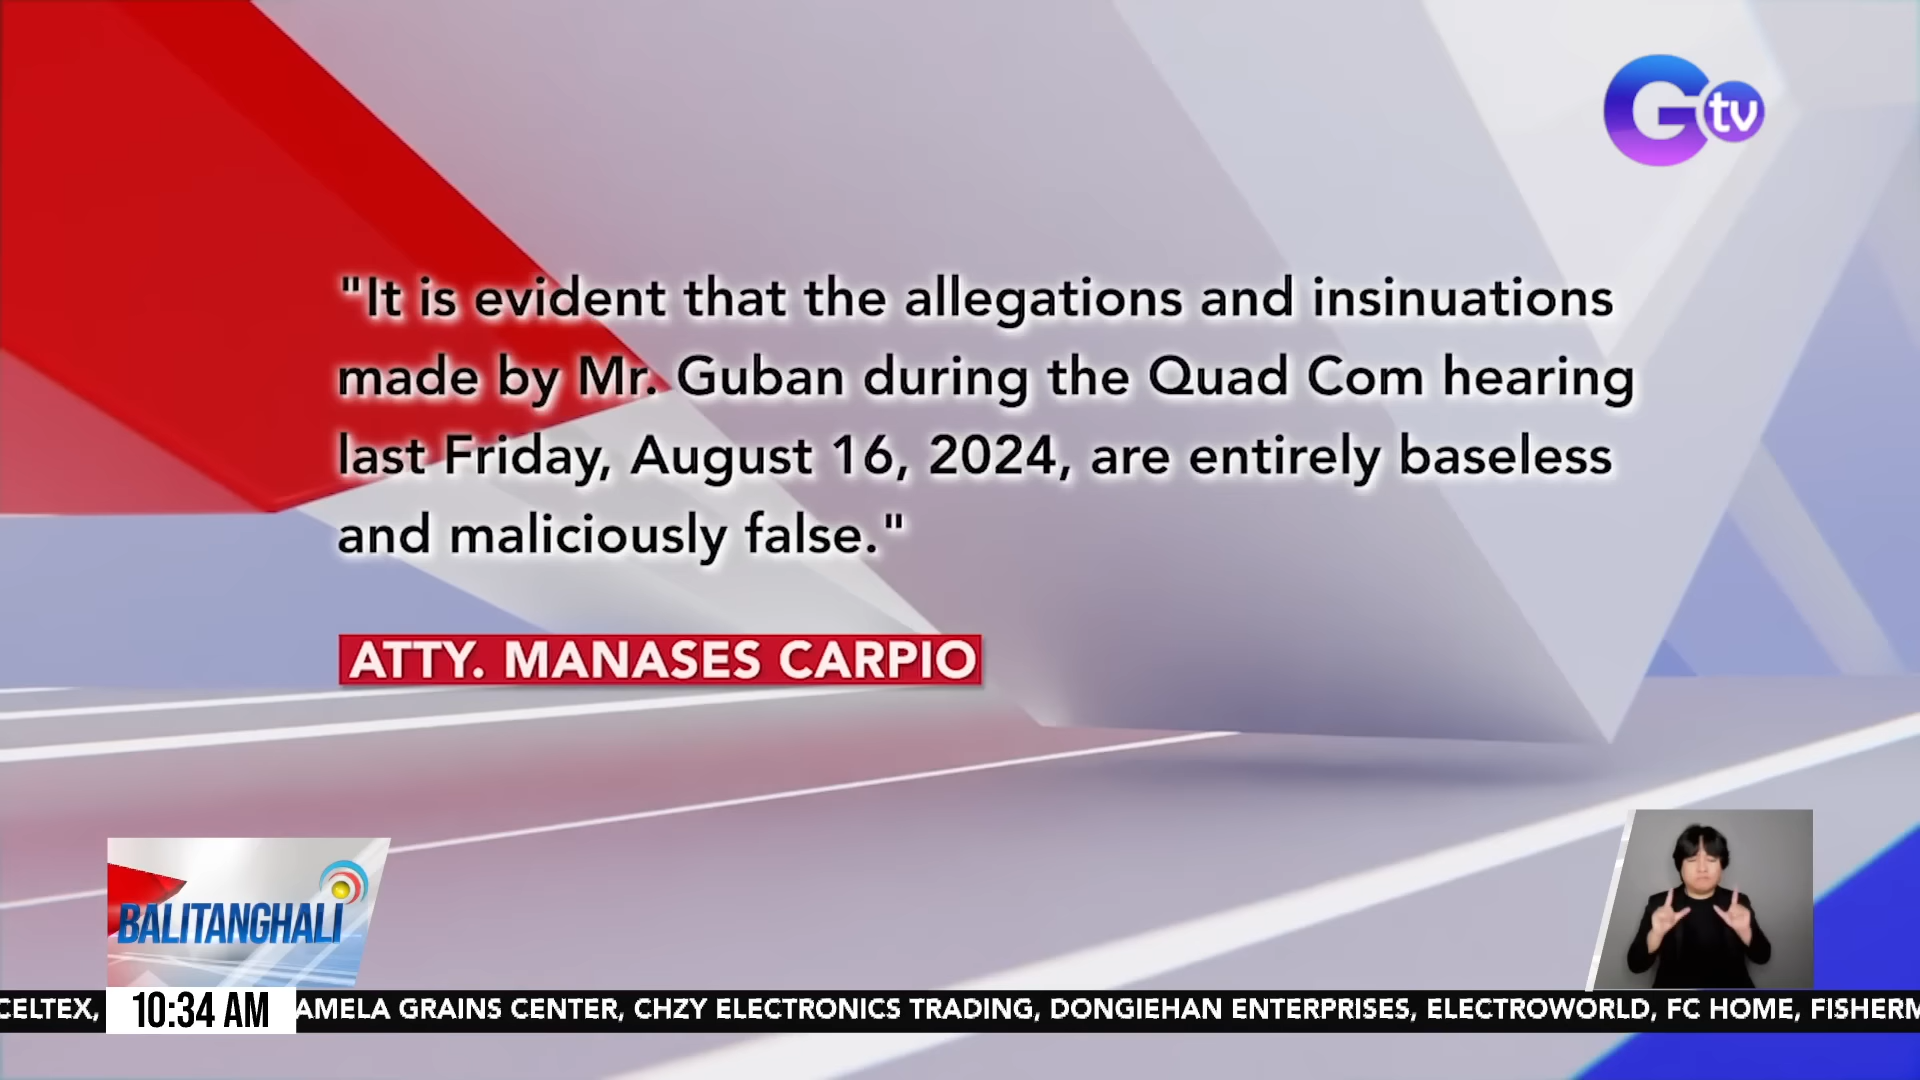 Gtv
"It is evident that the allegations and insinuations
made by Mr. Guban during the Quad Com hearing
last Friday, August 16, 2024, are entirely baseless
and maliciously false."
ATTY. MANASES CARPIO
BALITANGHALI
CELTEX,
10:34 AM
AMELA GRAINS CENTER, CHZY ELECTRONICS TRADING, DONGIEHAN ENTERPRISES, ELECTROWORLD, FC HOME, FISHERM